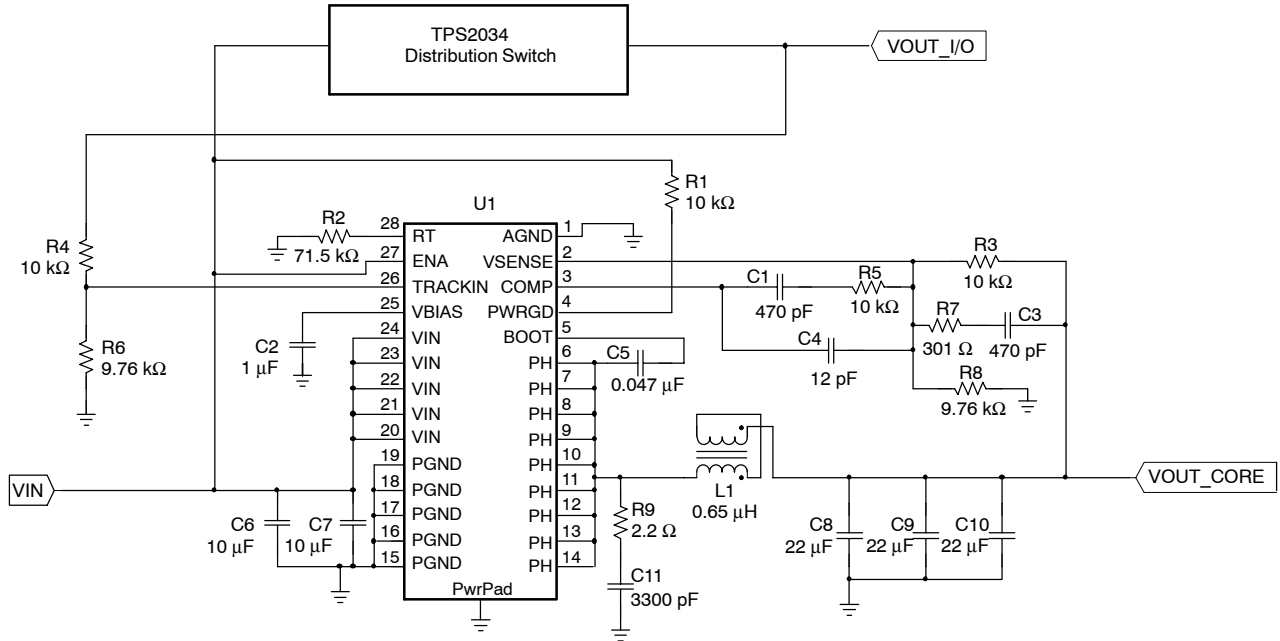 TPS2034
Distribution Switch
VOUT_I/O
R1
10 kΩ
U1
R4
10 kΩ
R2
71.5 kΩ
28
RT
AGND
1
27
ENA
VSENSE
2
26
TRACKIN
COMP
3
25
VBIAS
PWRGD
4
24
VIN
BOOT
5
23
VIN
PH
6
22
VIN
PH
7
21
VIN
PH
8
20
VIN
PH
9
19
PGND
PH
10
18
PGND
PH
11
17
PGND
PH
12
16
PGND
PH
13
15
PGND
PH
14
PwrPad
R3
10 kΩ
C1
470 pF
R5
10 kΩ
R7
301 Ω
C3
470 pF
C4
12 pF
R8
9.76 kΩ
R6
9.76 kΩ
C2
1 μF
C5
0.047 μF
VIN
C6
10 μF
C7
10 μF
L1
0.65 μH
R9
2.2 Ω
C11
3300 pF
C8
22 μF
C9
22 μF
C10
22 μF
VOUT_CORE